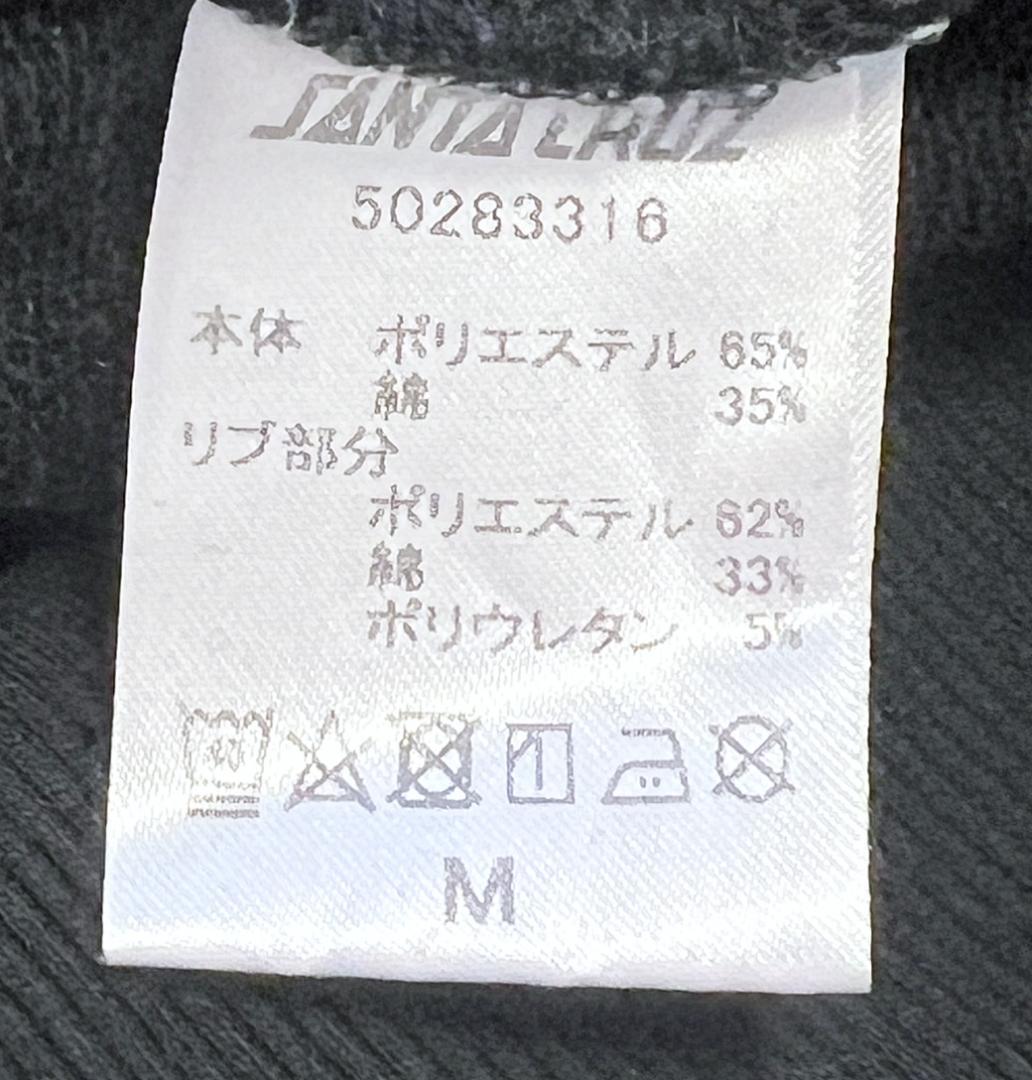 SANTA CRUZ
50283316
本体 ポリエステル 65%
綿 35%
リブ部分
ポリエステル 62%
綿 33%
ポリウレタン 5%
M